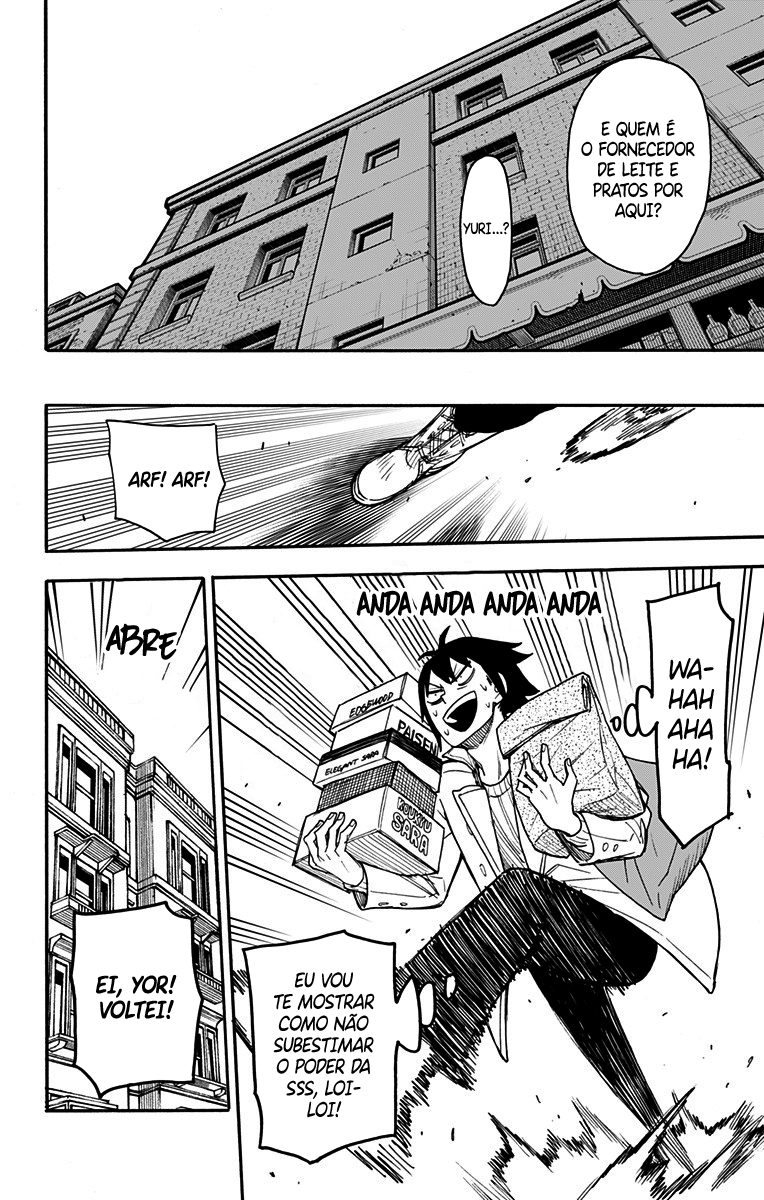 E QUEM É
O FORNECEDOR
DE LEITE E
PRATOS POR
AQUI?
YURI...?
ARF! ARF!
ANDA ANDA ANDA ANDA
WA-
HAH
AHA
HA!
EDGEWOOD
PAISEN
ELEGANT SARA
KOUKYU
SARA
EU VOU
TE MOSTRAR
COMO NÃO
SUBESTIMAR
O PODER DA
SSS, LOI-
LOI!
ABRE
EI, YOR!
VOLTEI!